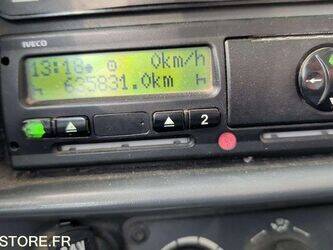 IVECO
13:18 0km/h
635831.0km h
2
STORE.FR